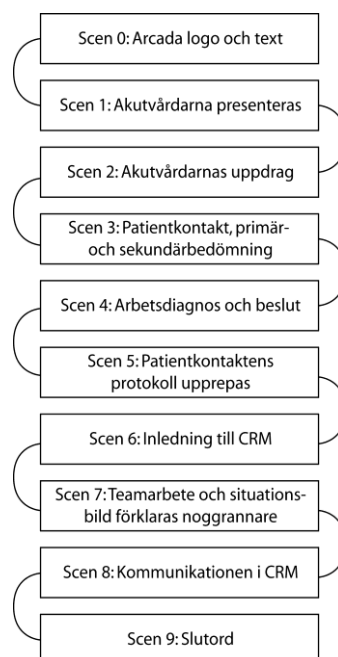 Scen 0: Arcada logo och text
Scen 1: Akutvårdarna presenteras
Scen 2: Akutvårdarnas uppdrag
Scen 3: Patientkontakt, primär-
och sekundärbedömning
Scen 4: Arbetsdiagnos och beslut
Scen 5: Patientkontaktens
protokoll upprepas
Scen 6: Inledning till CRM
Scen 7: Teamarbete och situations-
bild förklaras noggrannare
Scen 8: Kommunikationen i CRM
Scen 9: Slutord